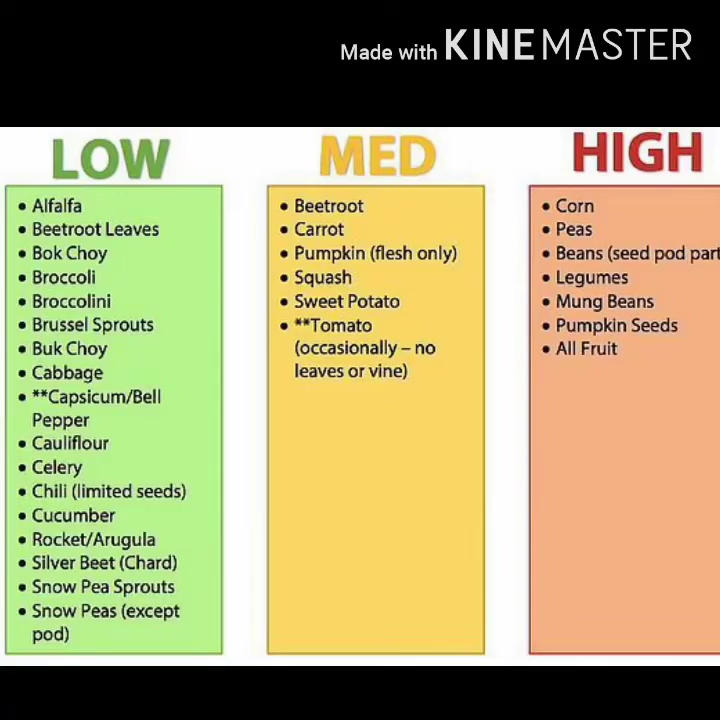 Made with KINEMASTER
LOW
• Alfalfa
• Beetroot Leaves
• Bok Choy
• Broccoli
• Broccolini
• Brussel Sprouts
• Buk Choy
• Cabbage
• **Capsicum/Bell
Pepper
• Cauliflour
• Celery
• Chili (limited seeds)
• Cucumber
• Rocket/Arugula
• Silver Beet (Chard)
• Snow Pea Sprouts
• Snow Peas (except
pod)
MED
• Beetroot
• Carrot
• Pumpkin (flesh only)
• Squash
• Sweet Potato
• **Tomato
(occasionally – no
leaves or vine)
HIGH
• Corn
• Peas
• Beans (seed pod part
• Legumes
• Mung Beans
• Pumpkin Seeds
• All Fruit